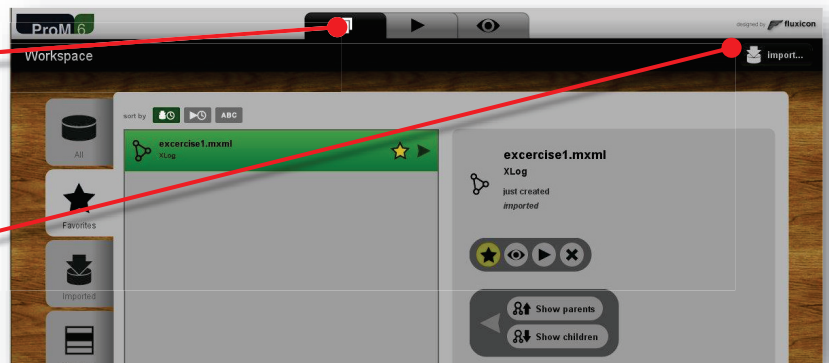 ProM 6
designed by fluxicon
Workspace
import...
sort by
ABC
All
excercise1.mxml
XLog
Favorites
Imported
excercise1.mxml
XLog
just created
imported
Show parents
Show children